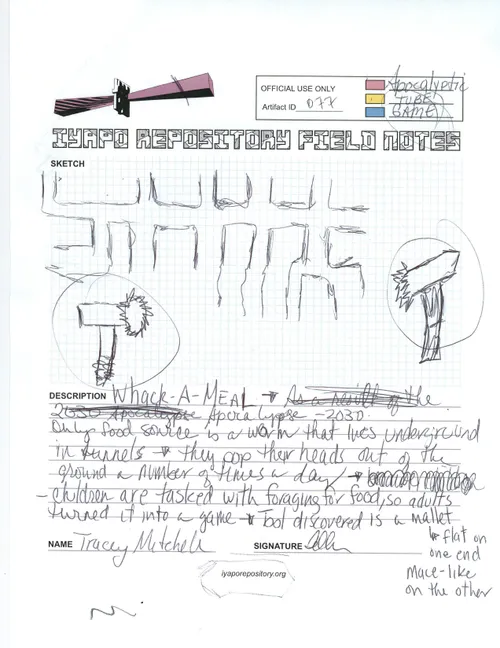 OFFICIAL USE ONLY
Artifact ID 077
Apocalyptic
TUBE
GAME
IYAPO REPOSITORY FIELD NOTES
SKETCH
DESCRIPTION WHACK-A-MEAL → As a result of the
2030 Apocalypse Apocalypse - 2030.
Only food source is a worm that lives underground
in tunnels → they pop their heads out of the
ground a number of times a day →
- children are tasked with foraging for food, so adults
turned it into a game → Tool discovered is a mallet
↳ flat on
one end
mace-like
on the other
NAME Tracey Mitchell
SIGNATURE
iyaporepository.org